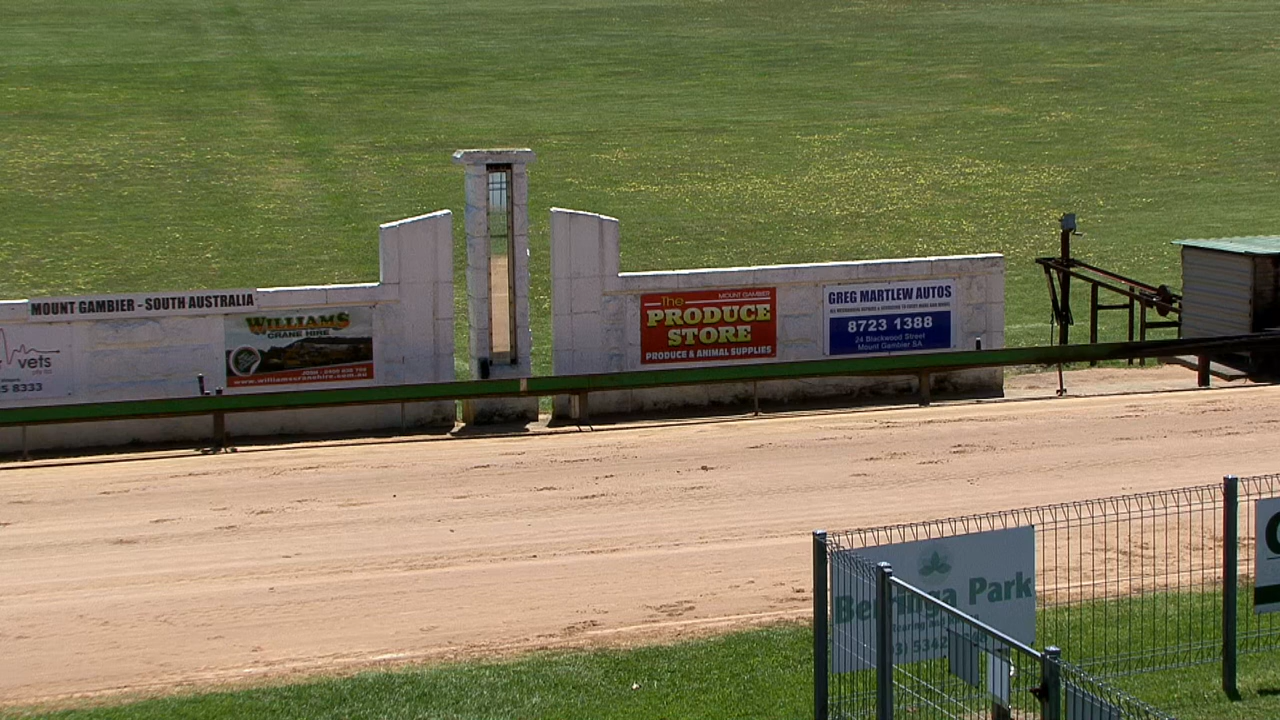 MOUNT GAMBIER - SOUTH AUSTRALIA
vets
5 8333
WILLIAMS
CRANE HIRE
www.williamscranehire.com.au
MOUNT GAMBIER
The
PRODUCE
STORE
PRODUCE & ANIMAL SUPPLIES
GREG MARTLEW AUTOS
8723 1388
24 Blackwood Street
Mount Gambier SA
Park
5342